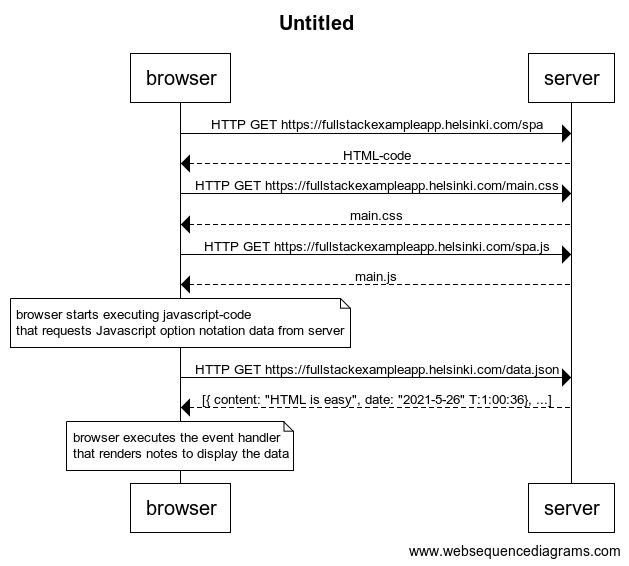 Untitled
browser
server
HTTP GET https://fullstackexampleapp.helsinki.com/spa
HTML-code
HTTP GET https://fullstackexampleapp.helsinki.com/main.css
main.css
HTTP GET https://fullstackexampleapp.helsinki.com/spa.js
main.js
browser starts executing javascript-code
that requests Javascript option notation data from server
HTTP GET https://fullstackexampleapp.helsinki.com/data.json
[{ content: "HTML is easy", date: "2021-5-26" T:1:00:36}, ...]
browser executes the event handler
that renders notes to display the data
browser
server
www.websequencediagrams.com